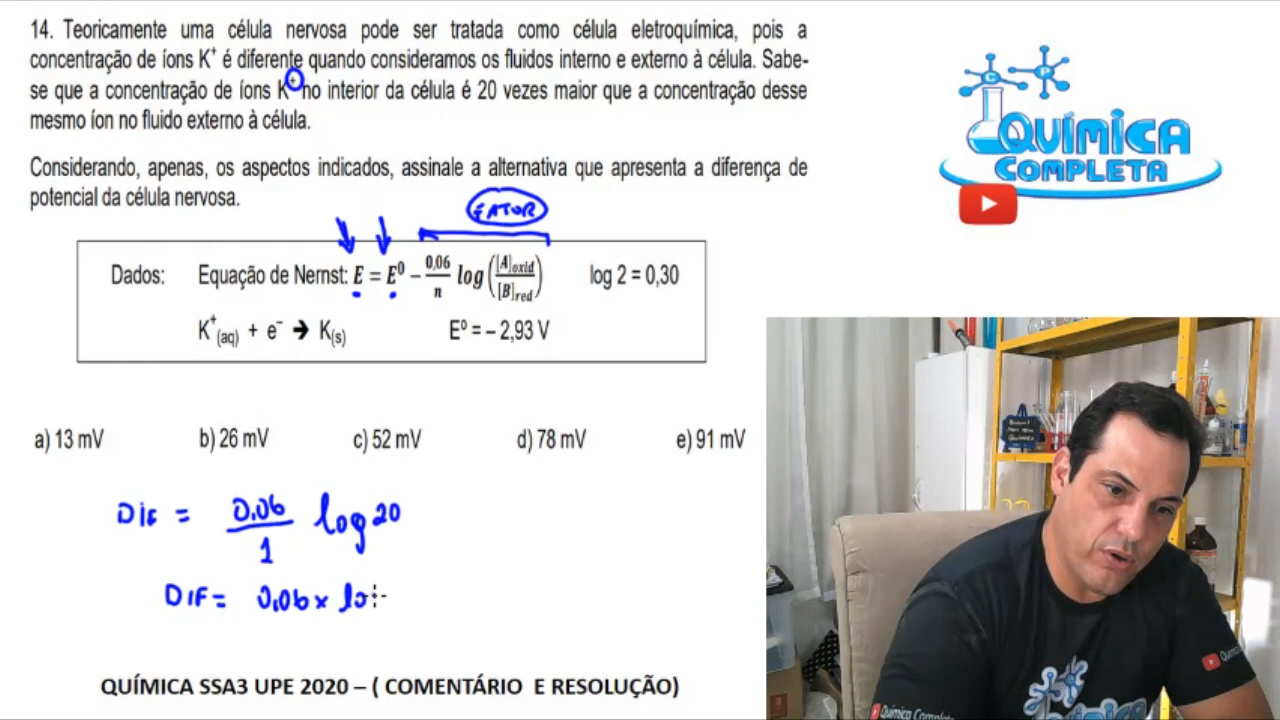 14. Teoricamente uma célula nervosa pode ser tratada como célula eletroquímica, pois a
concentração de íons K⁺ é diferente quando consideramos os fluidos interno e externo à célula. Sabe-
se que a concentração de íons K⁺ no interior da célula é 20 vezes maior que a concentração desse
mesmo íon no fluido externo à célula.
Considerando, apenas, os aspectos indicados, assinale a alternativa que apresenta a diferença de
potencial da célula nervosa.
FATOR
Dados: Equação de Nernst: E = E⁰ − 0,06/n log([A]oxid/[B]red) log 2 = 0,30
K⁺(aq) + e⁻ → K(s) Eº = – 2,93 V
a) 13 mV b) 26 mV c) 52 mV d) 78 mV e) 91 mV
DIF = 0,06/1 log 20
DIF = 0,06 x lo
QUÍMICA SSA3 UPE 2020 – ( COMENTÁRIO E RESOLUÇÃO)
C P
QUÍMICA
COMPLETA
Química Completa